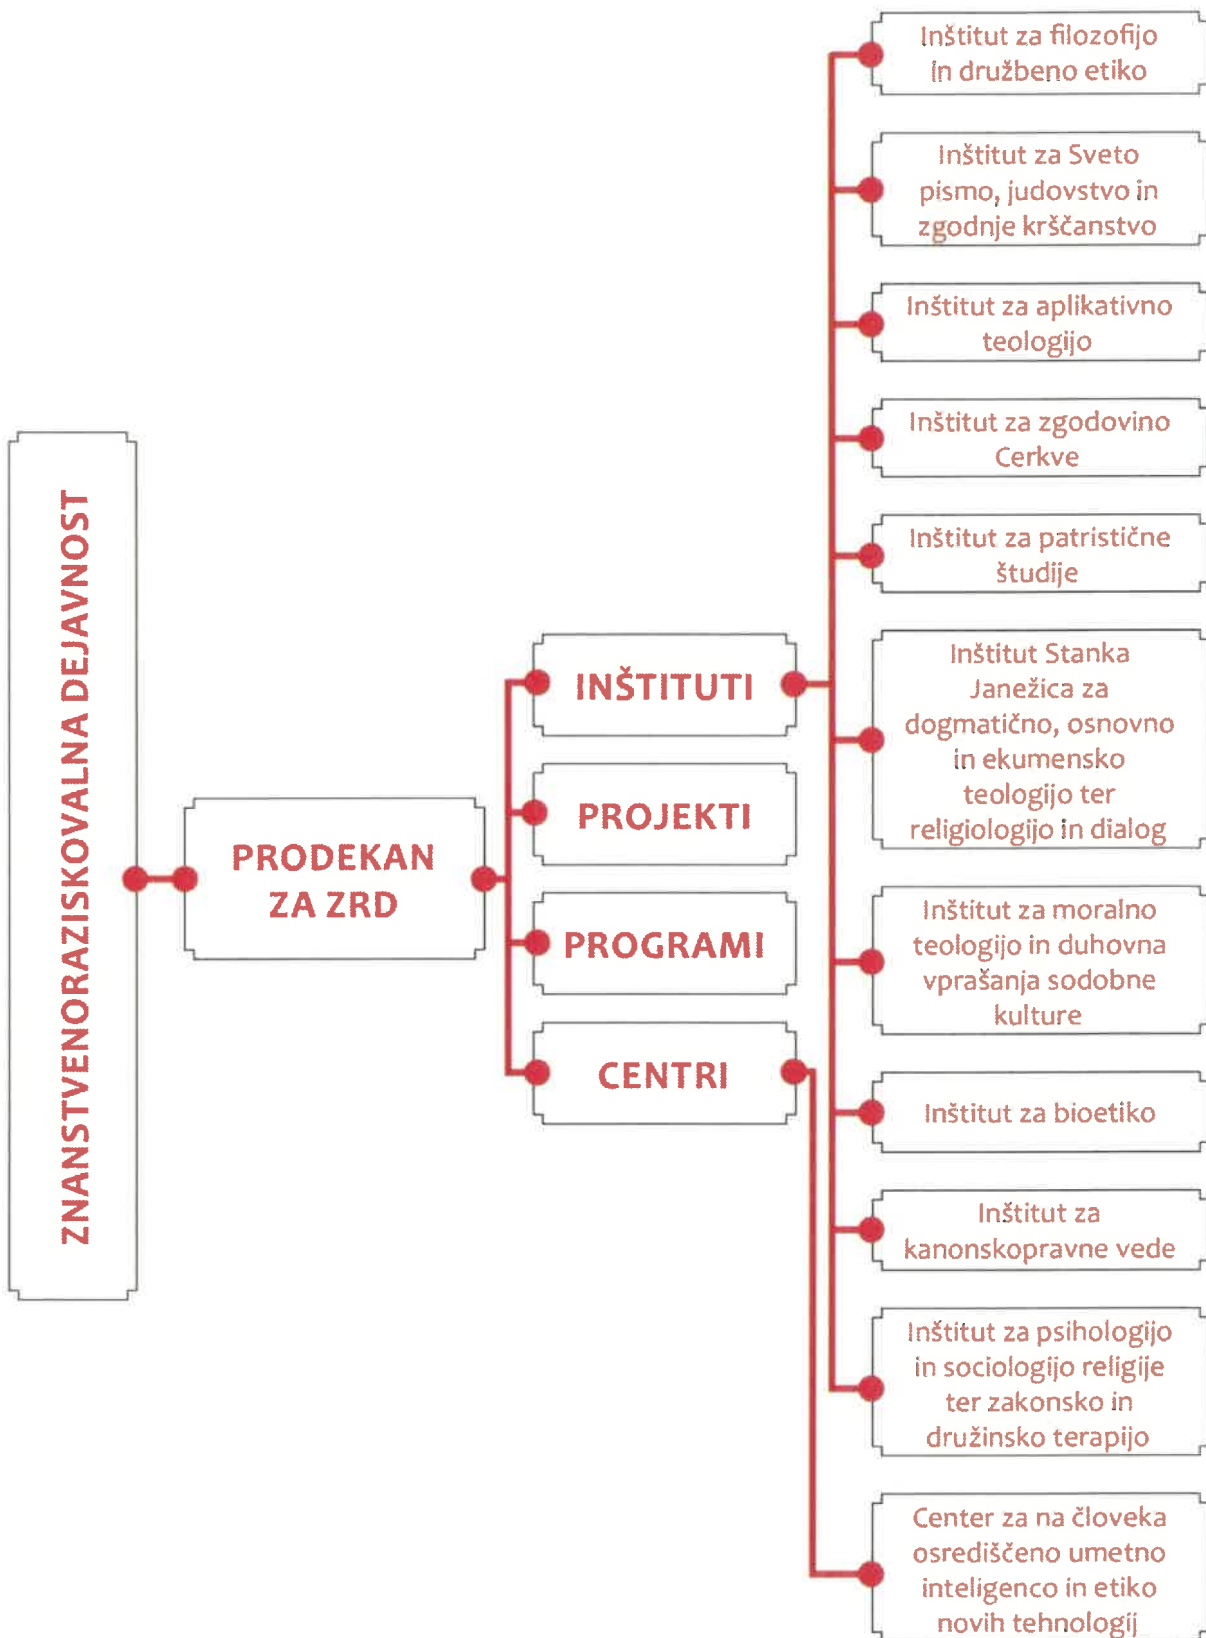 ZNANSTVENORAZISKOVALNA DEJAVNOST
PRODEKAN
ZA ZRD
INŠTITUTI
PROJEKTI
PROGRAMI
CENTRI
Inštitut za filozofijo
in družbeno etiko
Inštitut za Sveto
pismo, judovstvo in
zgodnje krščanstvo
Inštitut za aplikativno
teologijo
Inštitut za zgodovino
Cerkve
Inštitut za patristične
študije
Inštitut Stanka
Janežica za
dogmatično, osnovno
in ekumensko
teologijo ter
religiologijo in dialog
Inštitut za moralno
teologijo in duhovna
vprašanja sodobne
kulture
Inštitut za bioetiko
Inštitut za
kanonskopravne vede
Inštitut za psihologijo
in sociologijo religije
ter zakonsko in
družinsko terapijo
Center za na človeka
osrediščeno umetno
inteligenco in etiko
novih tehnologij